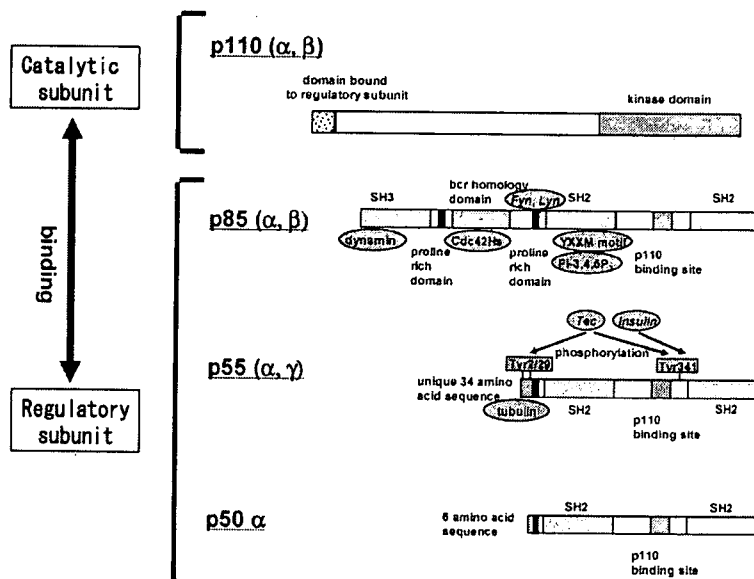 p110 (α, β)
Catalytic
subunit
domain bound
to regulatory subunit
kinase domain
binding
SH3
bcr homology
domain
Fyn, Lyn
SH2
SH2
p85 (α, β)
dynamin
Cdc42Hs
YXXM motif
proline
rich
domain
proline
rich
domain
PI-3,4,5P₃
p110
binding site
Tec
insulin
phosphorylation
p55 (α, γ)
Tyr341
unique 34 amino
acid sequence
tubulin
SH2
SH2
p110
binding site
Regulatory
subunit
p50 α
6 amino acid
sequence
SH2
SH2
p110
binding site